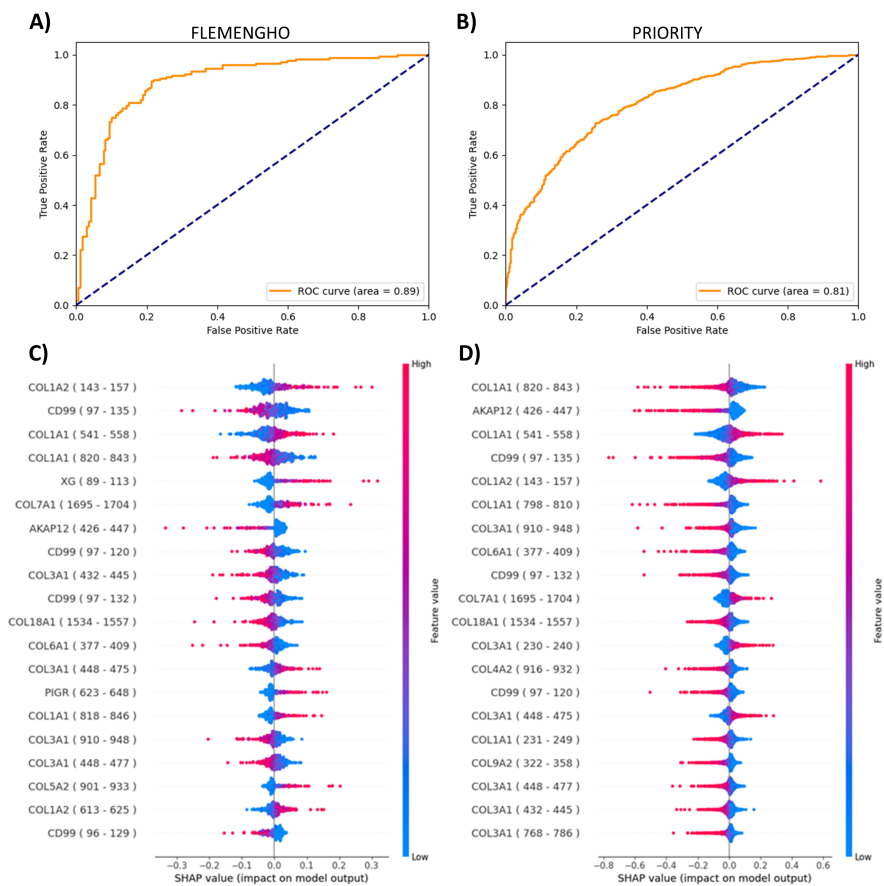 A)
FLEMENGHO
1.0
0.8
0.6
0.4
0.2
0.0
True Positive Rate
0.2
0.4
0.6
0.8
1.0
False Positive Rate
ROC curve (area = 0.89)
B)
PRIORITY
1.0
0.8
0.6
0.4
0.2
0.0
True Positive Rate
0.0
0.2
0.4
0.6
0.8
1.0
False Positive Rate
ROC curve (area = 0.81)
C)
COL1A2 ( 143 - 157)
CD99 ( 97 - 135)
COL1A1 ( 541 - 558)
COL1A1 ( 820 - 843)
XG ( 89 - 113)
COL7A1 ( 1695 - 1704)
AKAP12 ( 426 - 447)
CD99 ( 97 - 120)
COL3A1 ( 432 - 445)
CD99 ( 97 - 132)
COL18A1 ( 1534 - 1557)
COL6A1 ( 377 - 409)
COL3A1 ( 448 - 475)
PIGR ( 623 - 648)
COL1A1 ( 818 - 846)
COL3A1 ( 910 - 948)
COL3A1 ( 448 - 477)
COL5A2 ( 901 - 933)
COL1A2 ( 613 - 625)
CD99 ( 96 - 129)
−0.3
−0.2
−0.1
0.0
0.1
0.2
0.3
SHAP value (impact on model output)
High
Low
Feature value
D)
COL1A1 ( 820 - 843)
AKAP12 ( 426 - 447)
COL1A1 ( 541 - 558)
CD99 ( 97 - 135)
COL1A2 ( 143 - 157)
COL1A1 ( 798 - 810)
COL3A1 ( 910 - 948)
COL6A1 ( 377 - 409)
CD99 ( 97 - 132)
COL7A1 ( 1695 - 1704)
COL18A1 ( 1534 - 1557)
COL3A1 ( 230 - 240)
COL4A2 ( 916 - 932)
CD99 ( 97 - 120)
COL3A1 ( 448 - 475)
COL1A1 ( 231 - 249)
COL9A2 ( 322 - 358)
COL3A1 ( 448 - 477)
COL3A1 ( 432 - 445)
COL3A1 ( 768 - 786)
−0.8
−0.6
−0.4
−0.2
0.0
0.2
0.4
0.6
SHAP value (impact on model output)
High
Low
Feature value